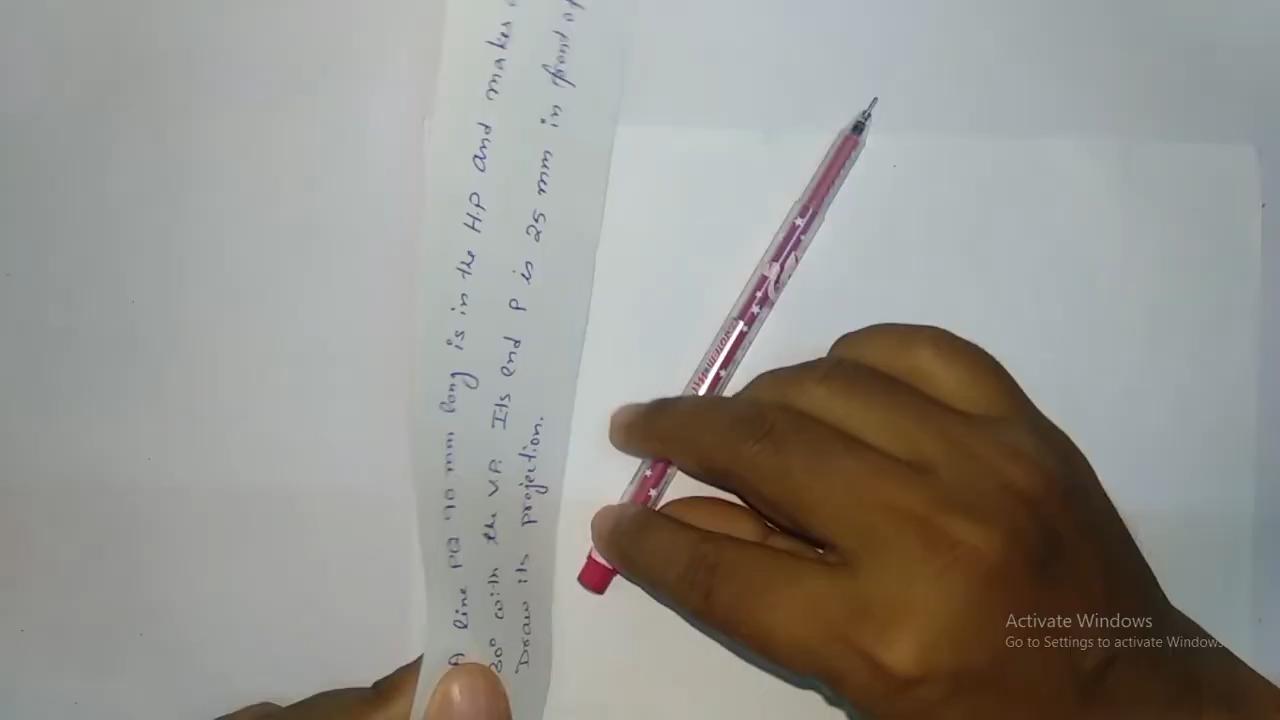 A line PQ 90 mm long is in the H.P and makes
30° with the V.P. Its end P is 25 mm in front of
Draw its projection.
Activate Windows
Go to Settings to activate Windows.